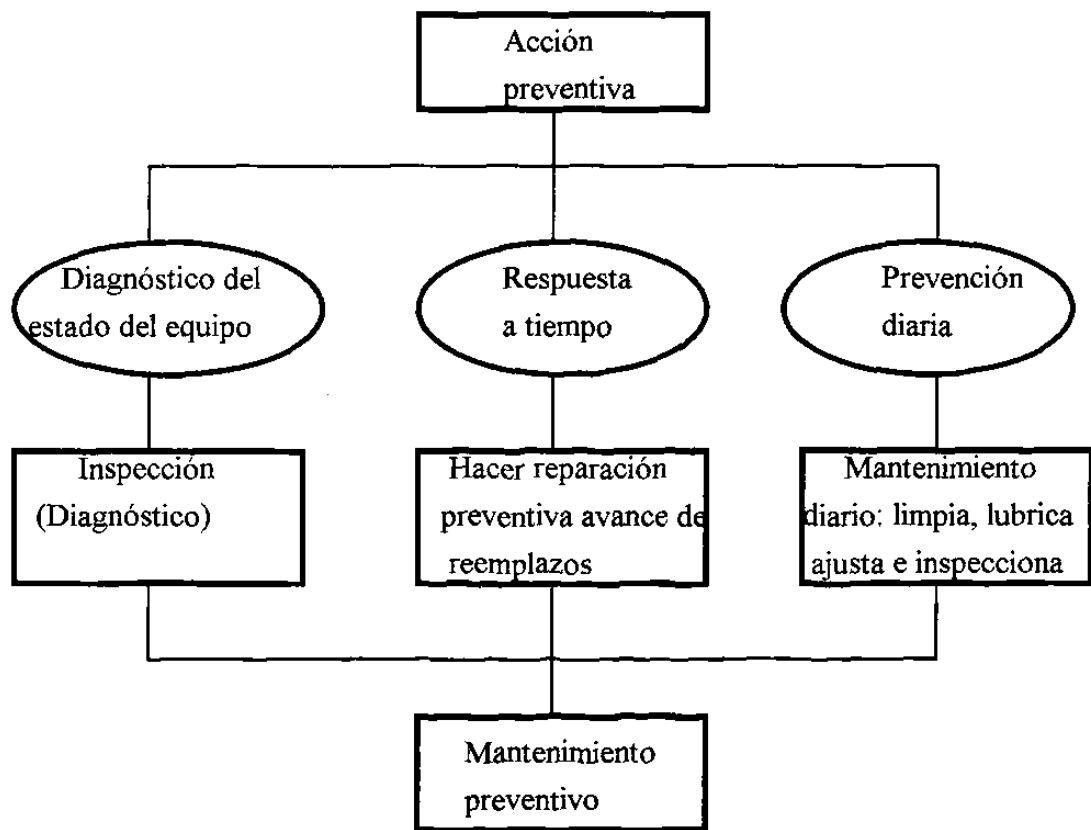 Acción
preventiva
Diagnóstico del
estado del equipo
Respuesta
a tiempo
Prevención
diaria
Inspección
(Diagnóstico)
Hacer reparación
preventiva avance de
reemplazos
Mantenimiento
diario: limpia, lubrica
ajusta e inspecciona
Mantenimiento
preventivo